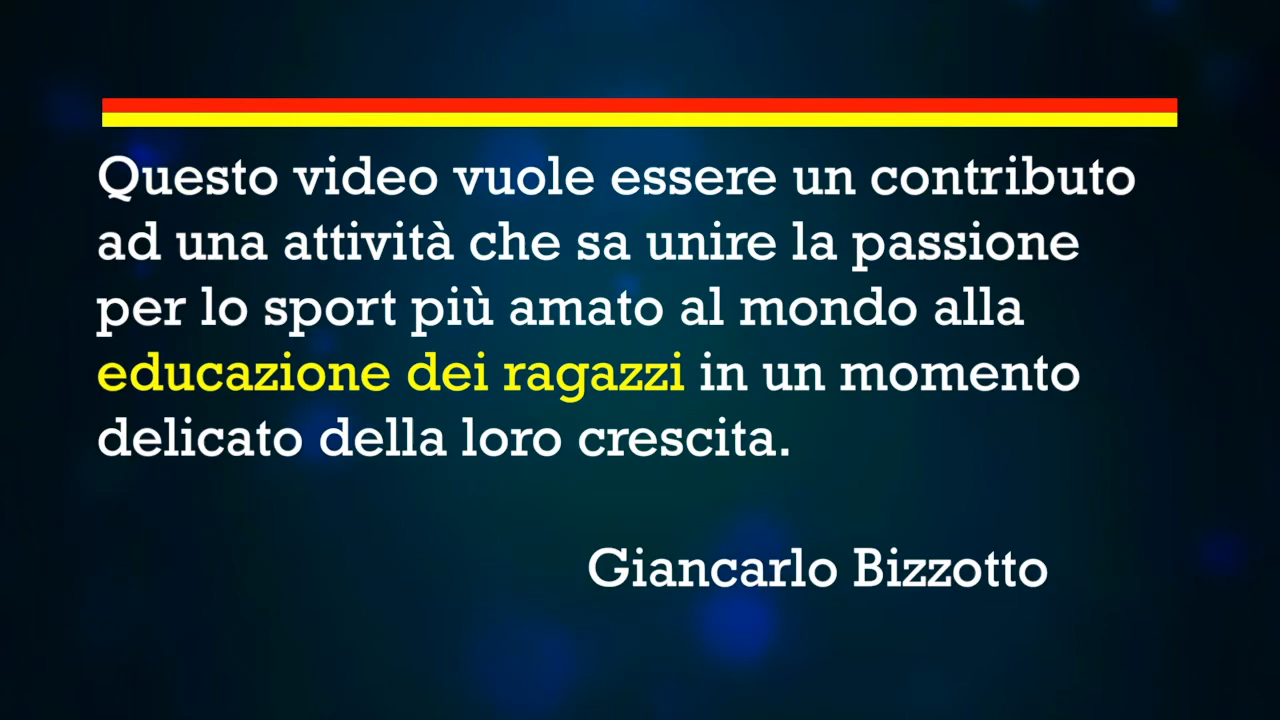 Questo video vuole essere un contributo
ad una attività che sa unire la passione
per lo sport più amato al mondo alla
educazione dei ragazzi in un momento
delicato della loro crescita.
Giancarlo Bizzotto